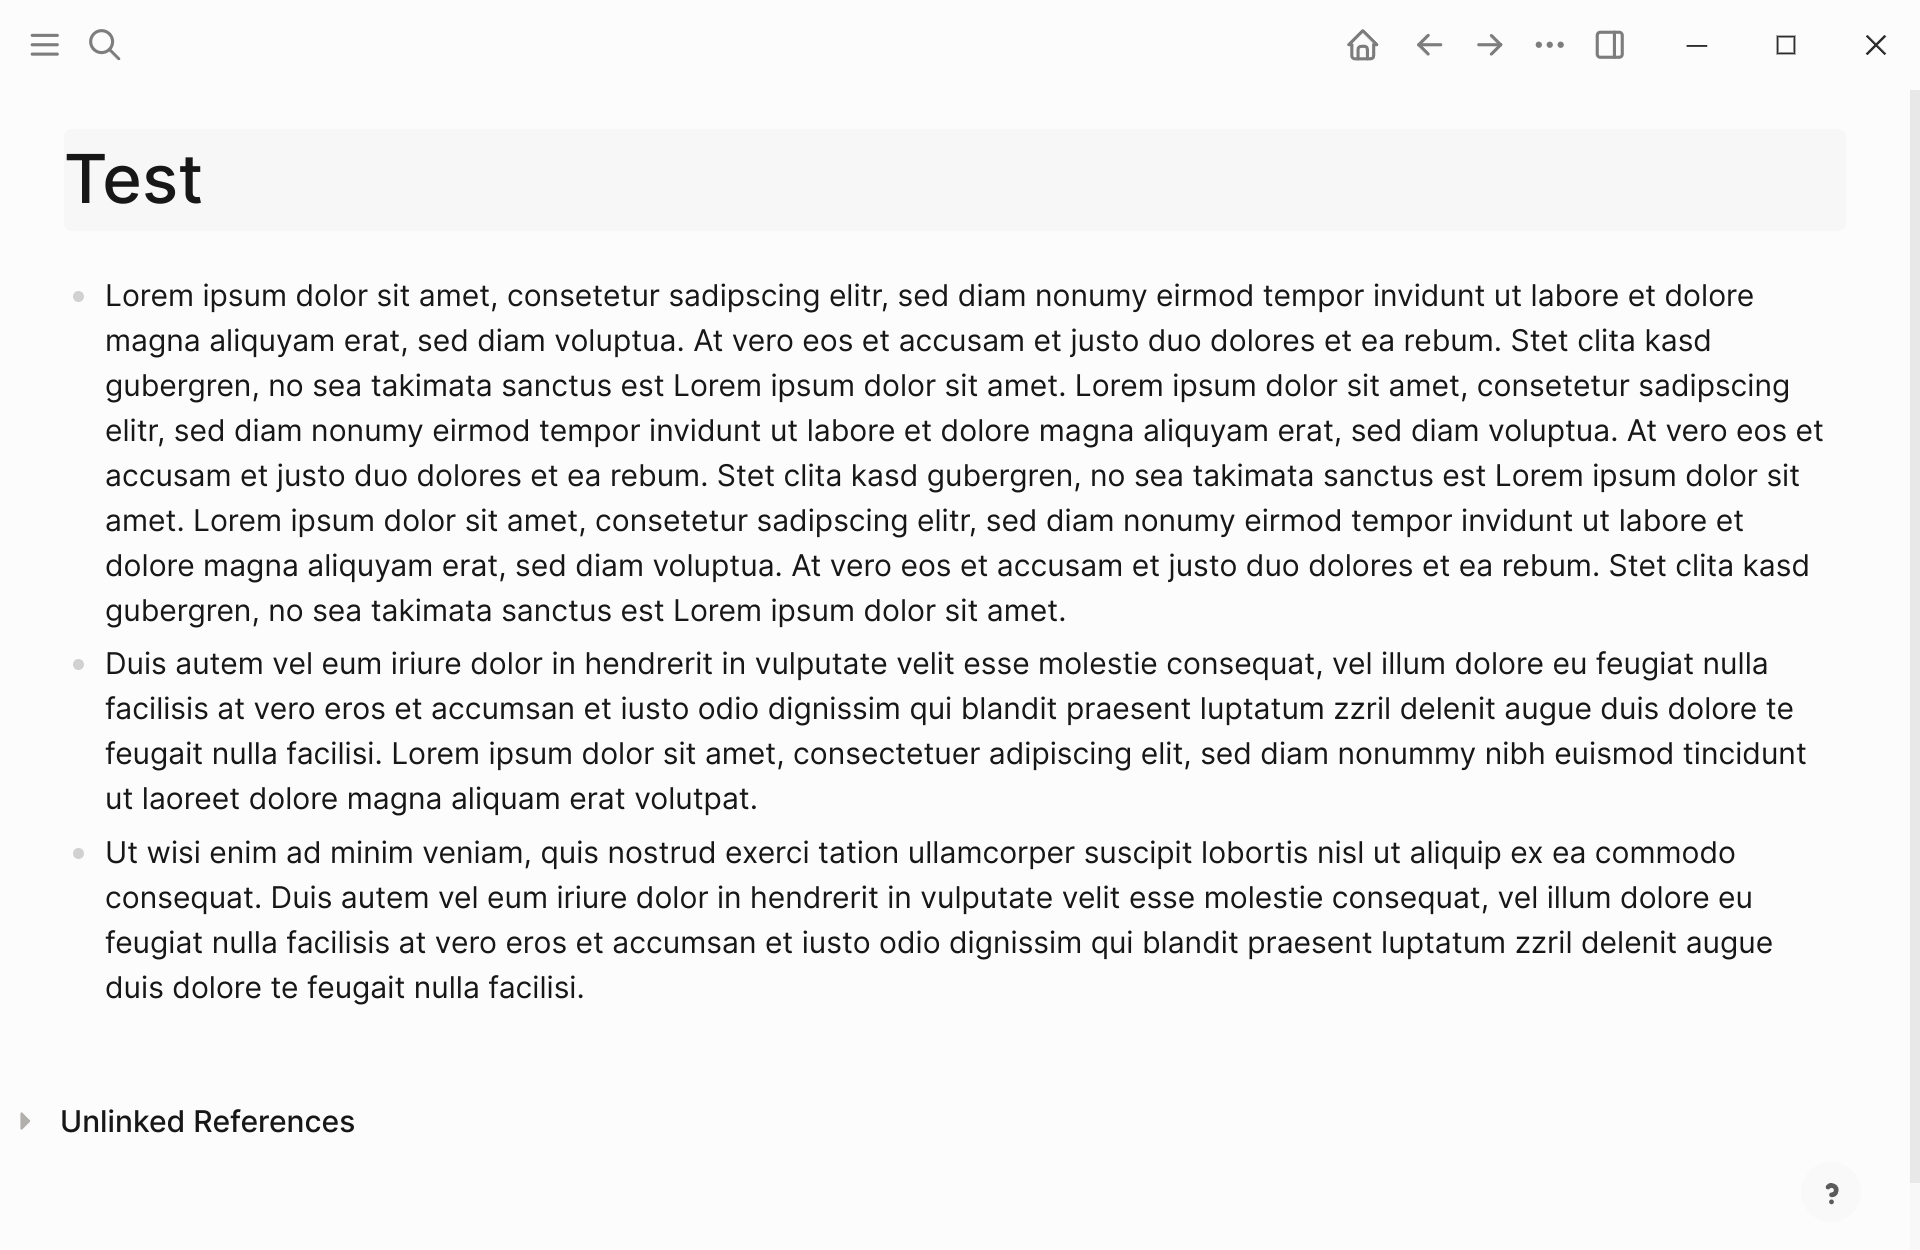 Test
Lorem ipsum dolor sit amet, consetetur sadipscing elitr, sed diam nonumy eirmod tempor invidunt ut labore et dolore
magna aliquyam erat, sed diam voluptua. At vero eos et accusam et justo duo dolores et ea rebum. Stet clita kasd
gubergren, no sea takimata sanctus est Lorem ipsum dolor sit amet. Lorem ipsum dolor sit amet, consetetur sadipscing
elitr, sed diam nonumy eirmod tempor invidunt ut labore et dolore magna aliquyam erat, sed diam voluptua. At vero eos et
accusam et justo duo dolores et ea rebum. Stet clita kasd gubergren, no sea takimata sanctus est Lorem ipsum dolor sit
amet. Lorem ipsum dolor sit amet, consetetur sadipscing elitr, sed diam nonumy eirmod tempor invidunt ut labore et
dolore magna aliquyam erat, sed diam voluptua. At vero eos et accusam et justo duo dolores et ea rebum. Stet clita kasd
gubergren, no sea takimata sanctus est Lorem ipsum dolor sit amet.
Duis autem vel eum iriure dolor in hendrerit in vulputate velit esse molestie consequat, vel illum dolore eu feugiat nulla
facilisis at vero eros et accumsan et iusto odio dignissim qui blandit praesent luptatum zzril delenit augue duis dolore te
feugait nulla facilisi. Lorem ipsum dolor sit amet, consectetuer adipiscing elit, sed diam nonummy nibh euismod tincidunt
ut laoreet dolore magna aliquam erat volutpat.
Ut wisi enim ad minim veniam, quis nostrud exerci tation ullamcorper suscipit lobortis nisl ut aliquip ex ea commodo
consequat. Duis autem vel eum iriure dolor in hendrerit in vulputate velit esse molestie consequat, vel illum dolore eu
feugiat nulla facilisis at vero eros et accumsan et iusto odio dignissim qui blandit praesent luptatum zzril delenit augue
duis dolore te feugait nulla facilisi.
Unlinked References
?